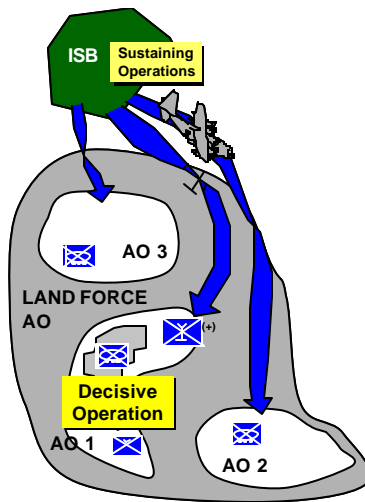 ISB
Sustaining
Operations
AO 3
LAND FORCE
AO
(+)
Decisive
Operation
AO 1
AO 2